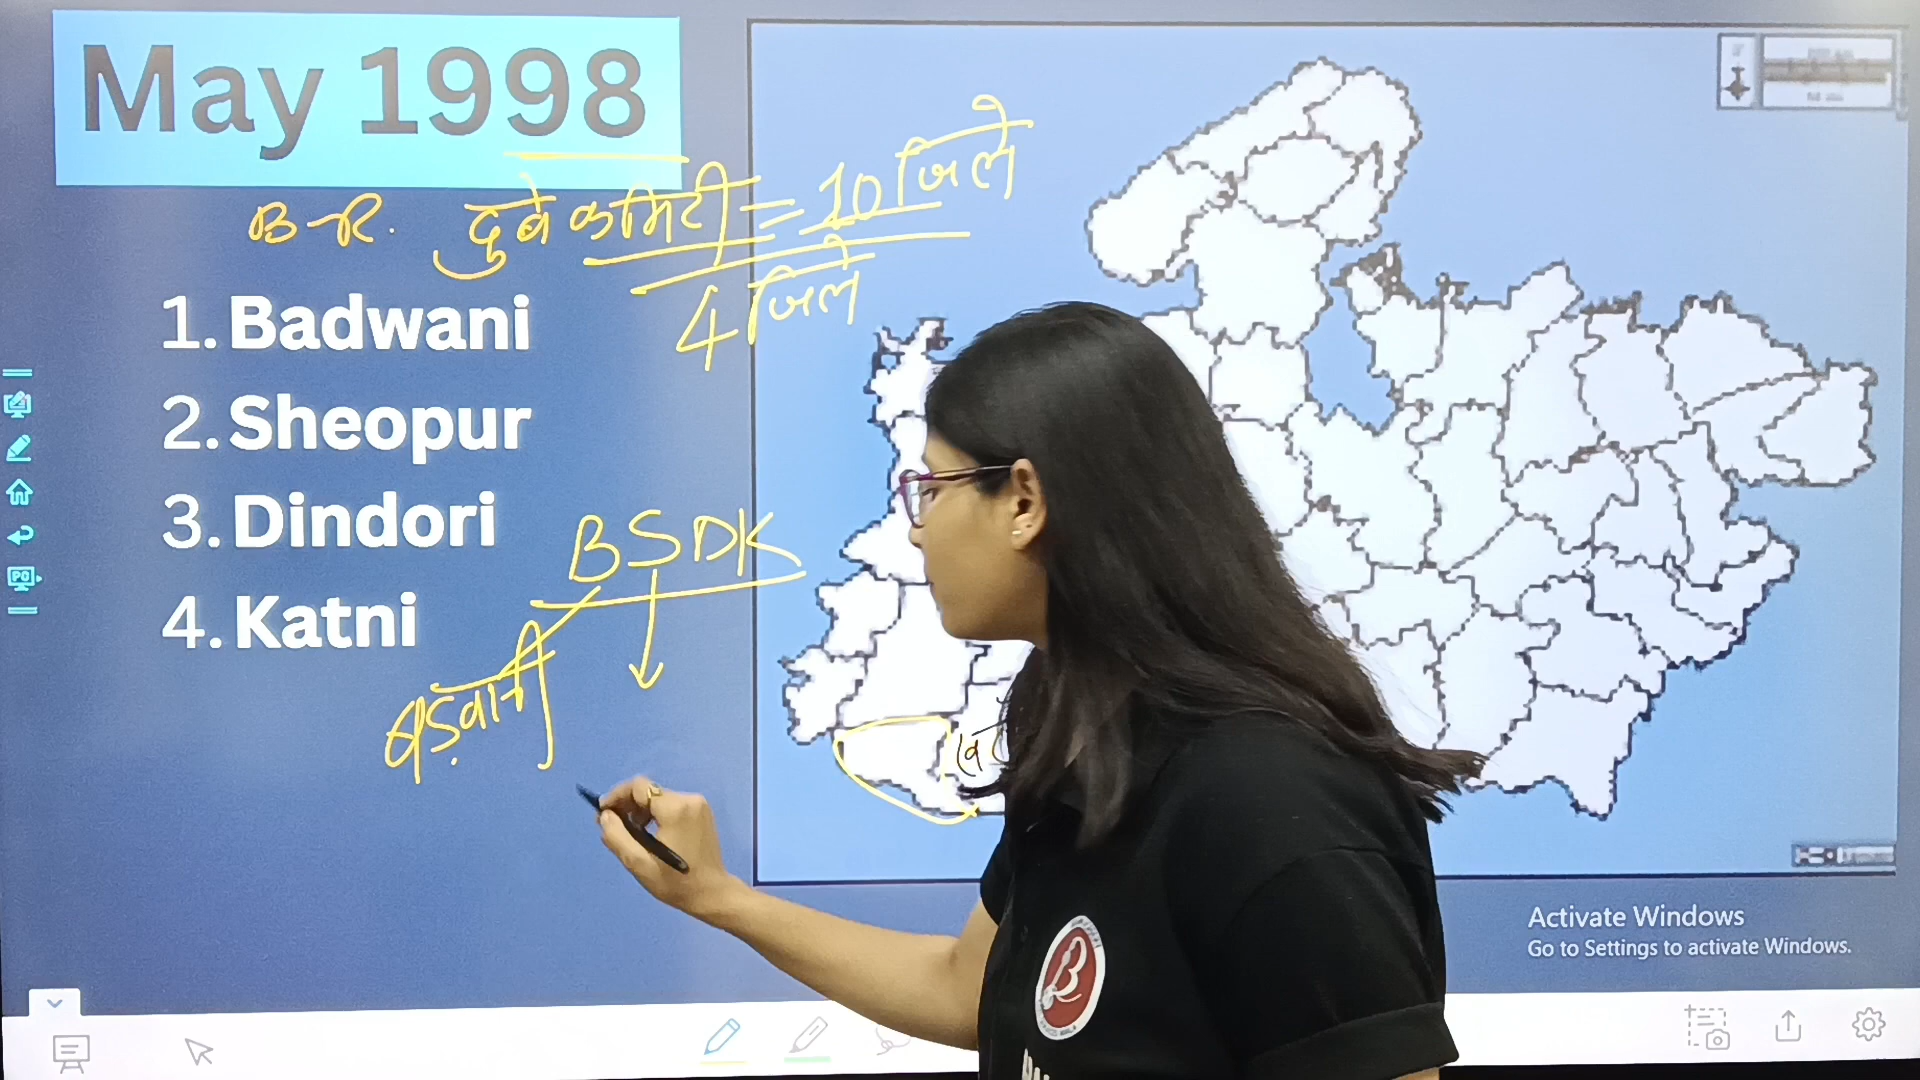 May 1998
B-R. दुबे कमिटी = 10 जिले
4 जिले
1. Badwani
2. Sheopur
3. Dindori
4. Katni
BSDK
बड़वानी
Activate Windows
Go to Settings to activate Windows.